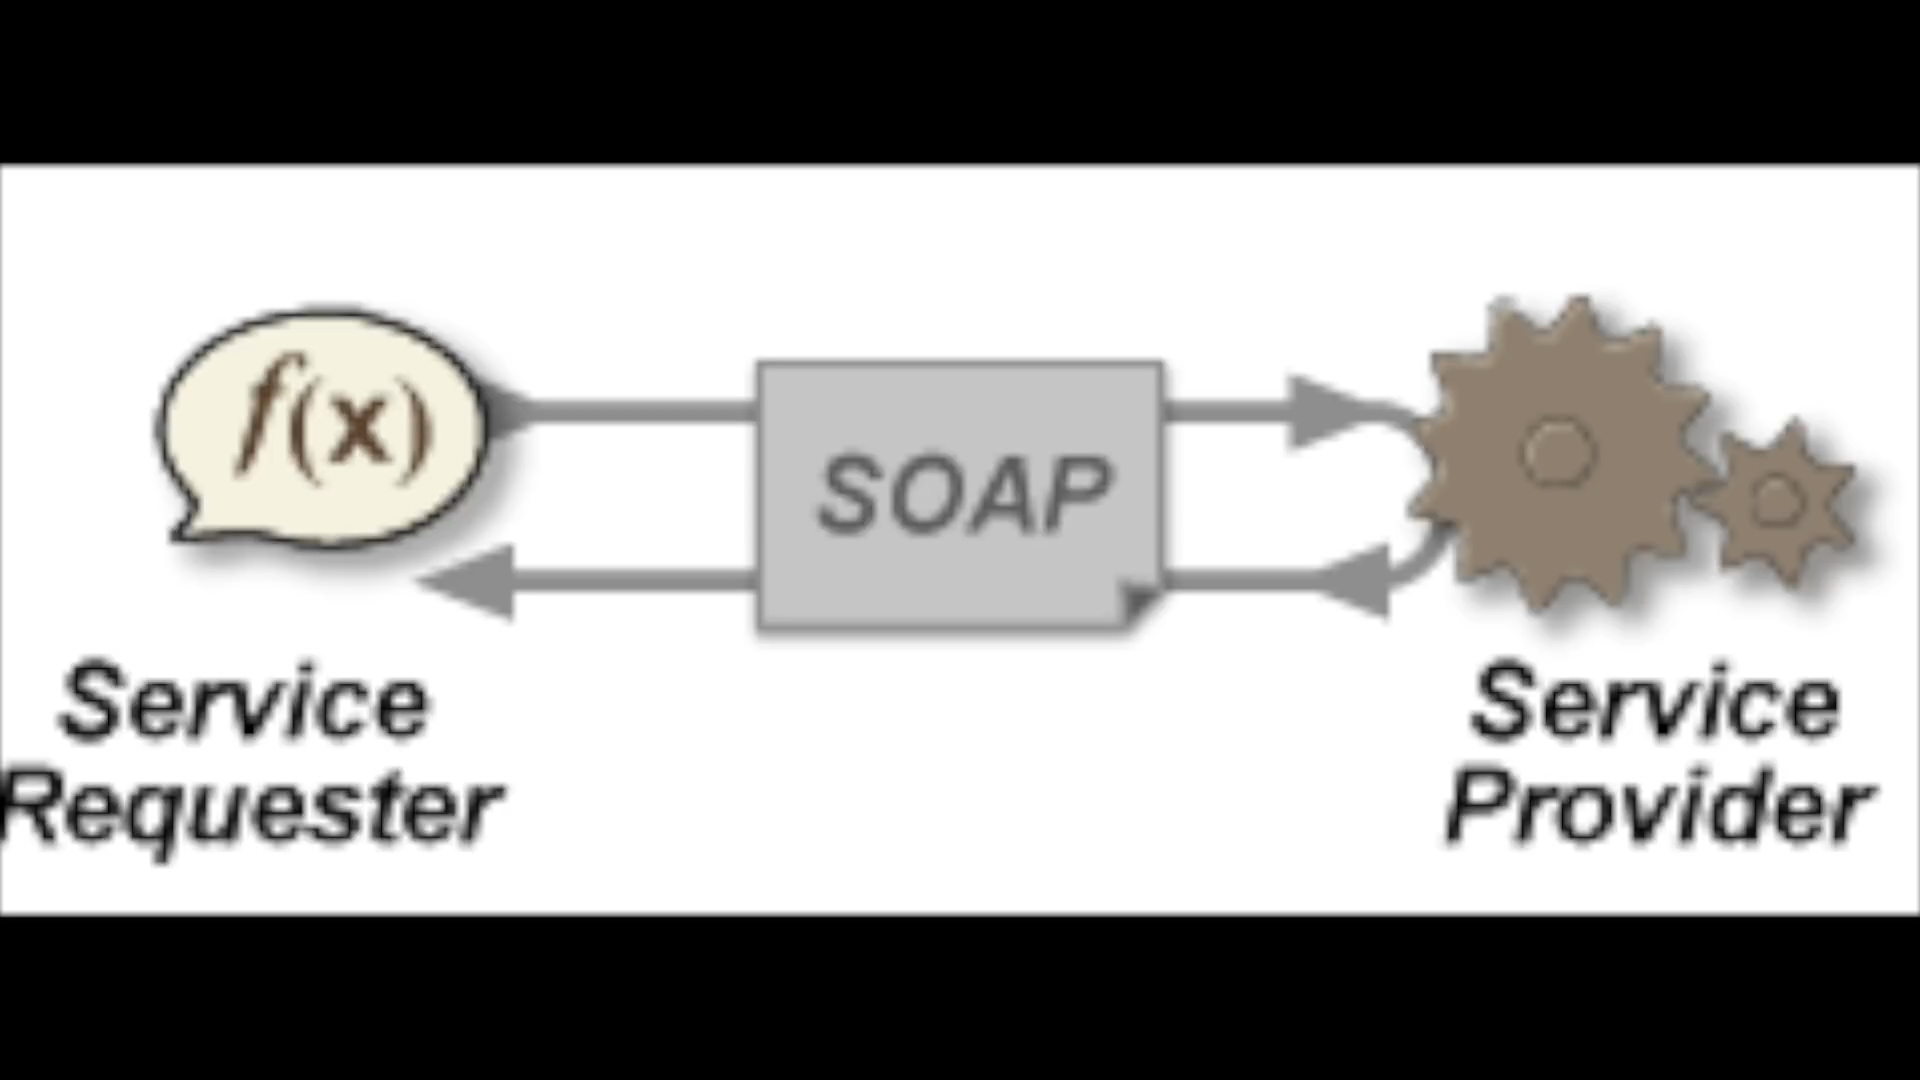 f(x)
SOAP
Service
Requester
Service
Provider